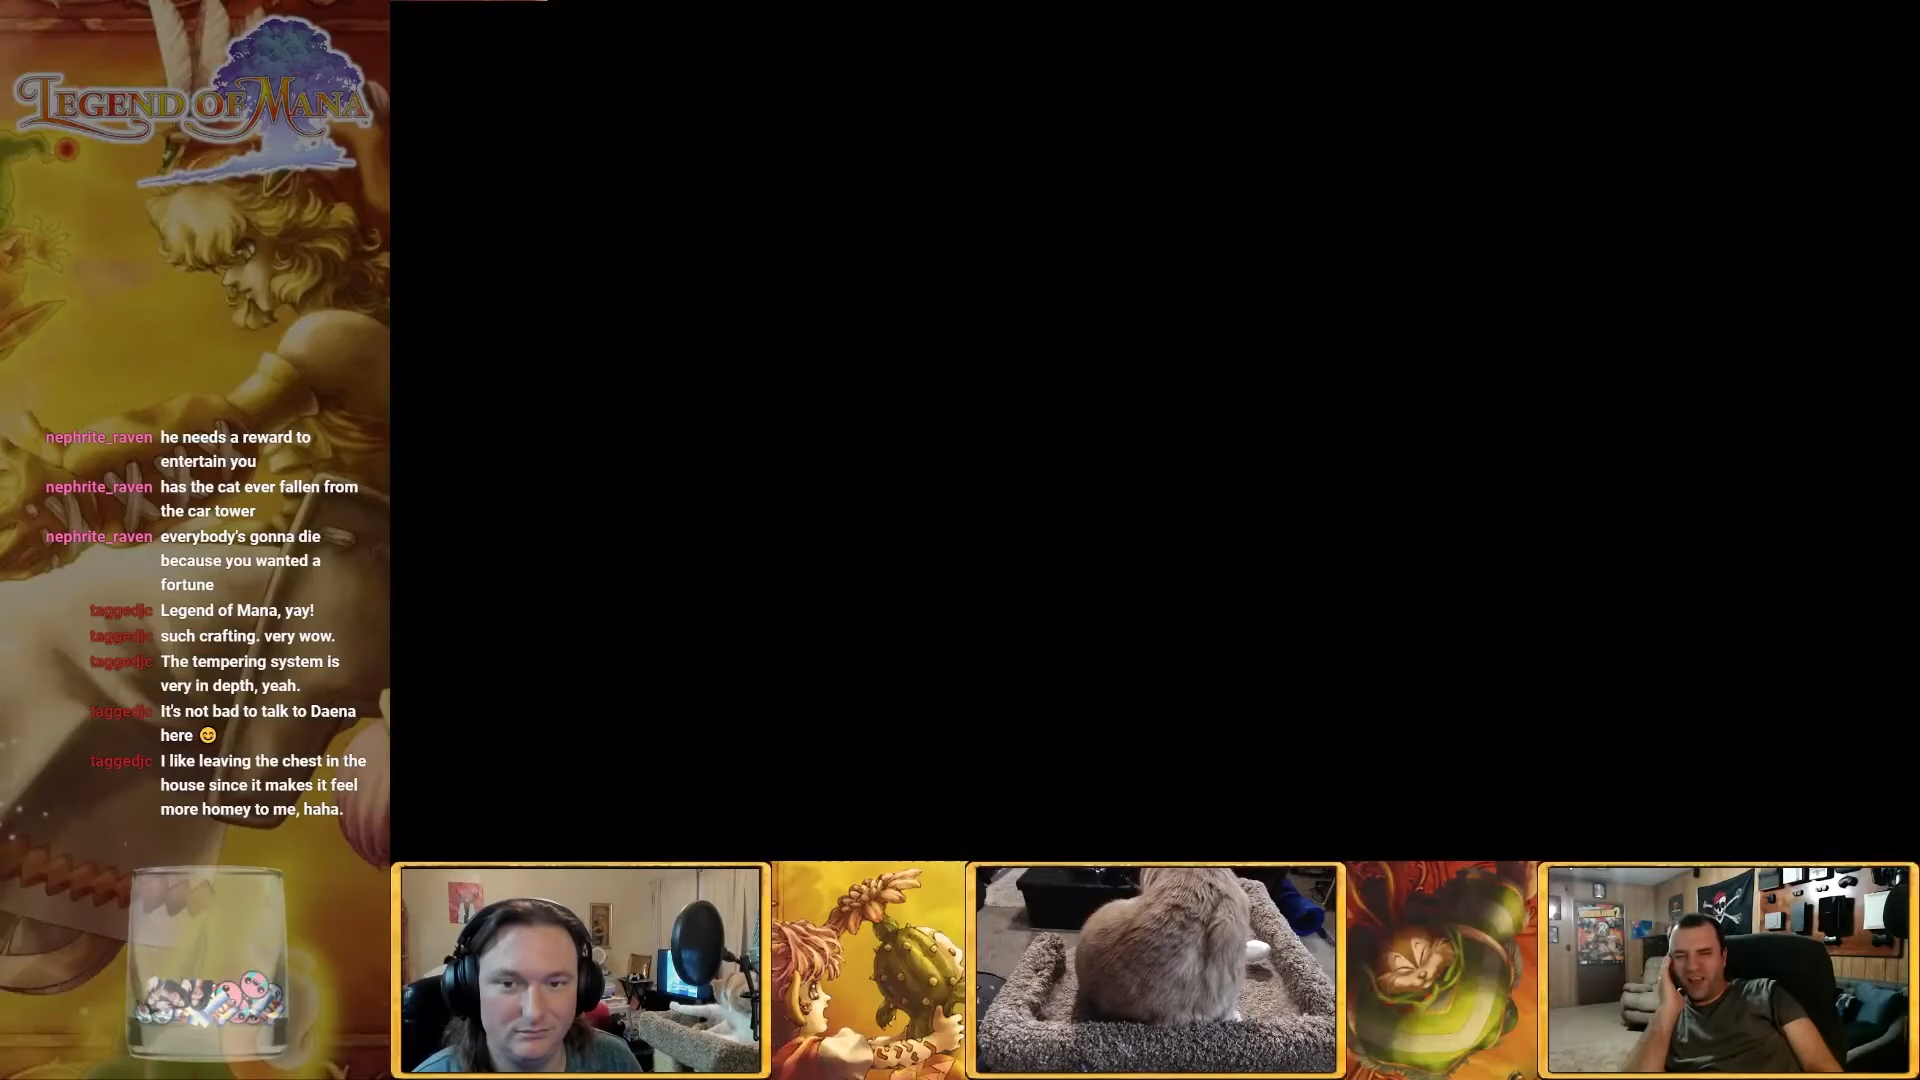 LEGEND OF MANA
nephrite_raven he needs a reward to
entertain you
nephrite_raven has the cat ever fallen from
the car tower
nephrite_raven everybody's gonna die
because you wanted a
fortune
taggedjc Legend of Mana, yay!
taggedjc such crafting. very wow.
taggedjc The tempering system is
very in depth, yeah.
taggedjc It's not bad to talk to Daena
here 😊
taggedjc I like leaving the chest in the
house since it makes it feel
more homey to me, haha.